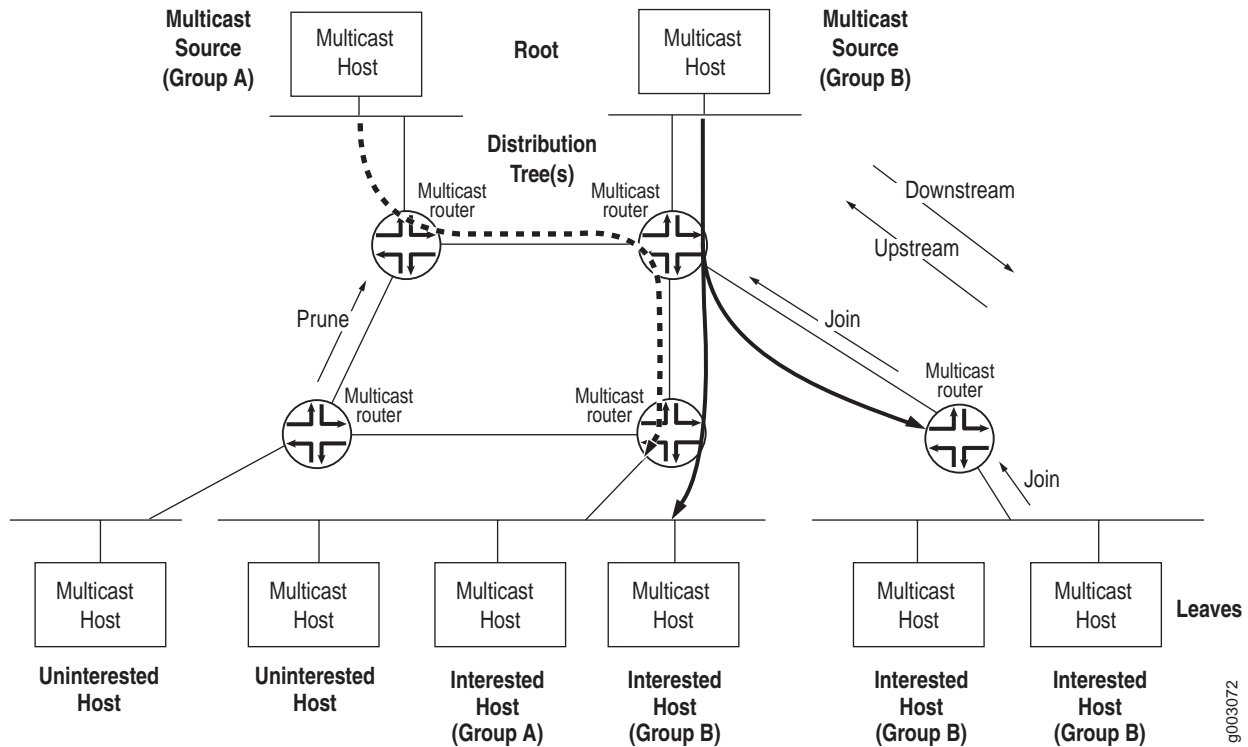 Multicast
Source
(Group A)
Multicast
Host
Root
Multicast
Host
Multicast
Source
(Group B)
Distribution
Tree(s)
Multicast
router
Multicast
router
Downstream
Upstream
Prune
Join
Multicast
router
Multicast
router
Multicast
router
Join
Multicast
Host
Multicast
Host
Multicast
Host
Multicast
Host
Multicast
Host
Multicast
Host
Leaves
Uninterested
Host
Uninterested
Host
Interested
Host
(Group A)
Interested
Host
(Group B)
Interested
Host
(Group B)
Interested
Host
(Group B)
g003072